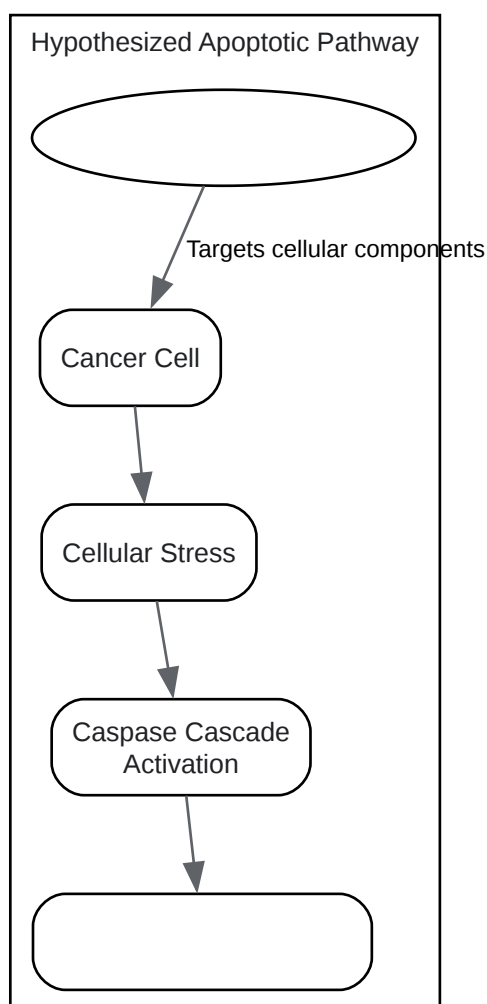 Hypothesized Apoptotic Pathway
Targets cellular components
Cancer Cell
Cellular Stress
Caspase Cascade
Activation